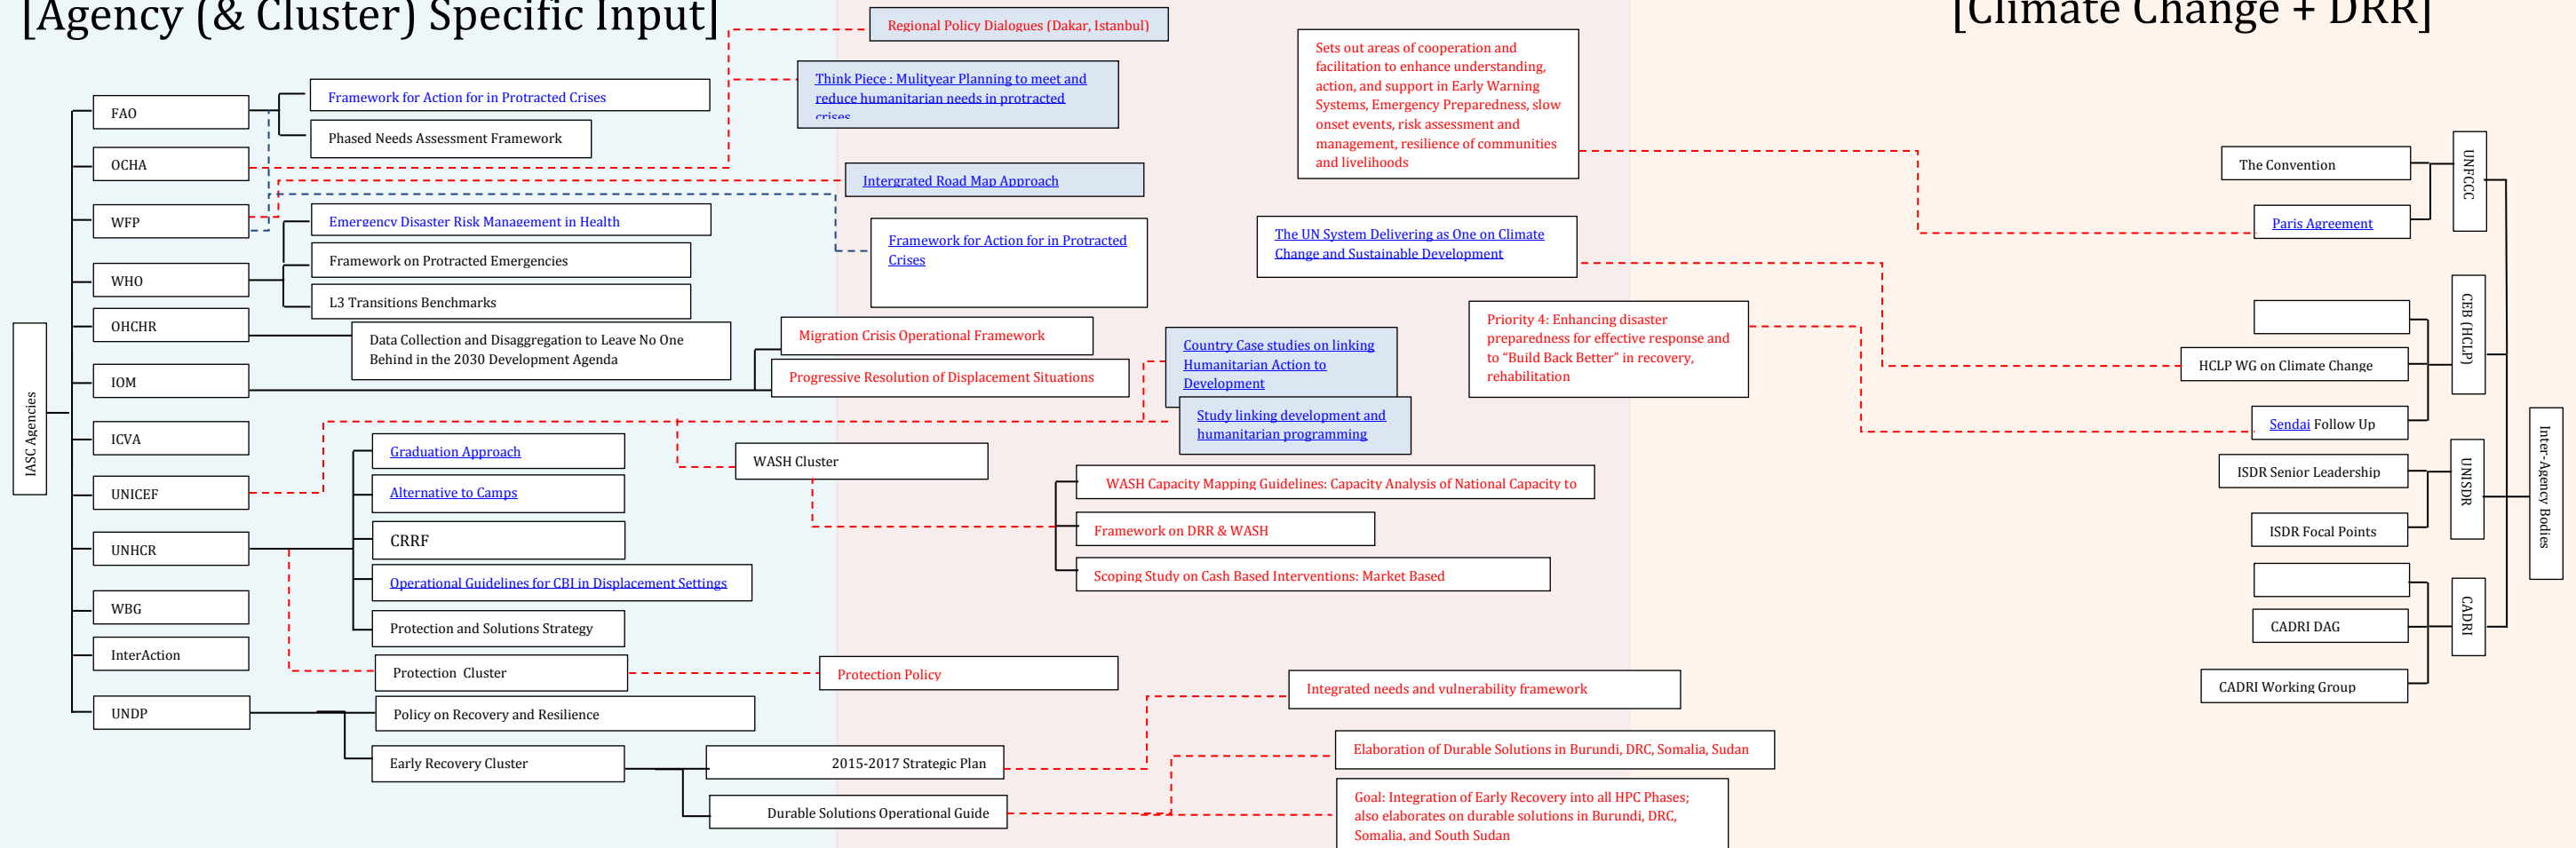 [Agency (& Cluster) Specific Input]
[Climate Change + DRR]
IASC Agencies
FAO
OCHA
WFP
WHO
OHCHR
IOM
ICVA
UNICEF
UNHCR
WBG
InterAction
UNDP
Framework for Action for in Protracted Crises
Phased Needs Assessment Framework
Emergency Disaster Risk Management in Health
Framework on Protracted Emergencies
L3 Transitions Benchmarks
Data Collection and Disaggregation to Leave No One
Behind in the 2030 Development Agenda
Graduation Approach
Alternative to Camps
CRRF
Operational Guidelines for CBI in Displacement Settings
Protection and Solutions Strategy
Protection Cluster
Policy on Recovery and Resilience
Early Recovery Cluster
2015-2017 Strategic Plan
Durable Solutions Operational Guide
Regional Policy Dialogues (Dakar, Istanbul)
Think Piece : Mulityear Planning to meet and
reduce humanitarian needs in protracted
crises
Intergrated Road Map Approach
Framework for Action for in Protracted
Crises
Migration Crisis Operational Framework
Progressive Resolution of Displacement Situations
Country Case studies on linking
Humanitarian Action to
Development
Study linking development and
humanitarian programming
WASH Cluster
WASH Capacity Mapping Guidelines: Capacity Analysis of National Capacity to
Framework on DRR & WASH
Scoping Study on Cash Based Interventions: Market Based
Protection Policy
Integrated needs and vulnerability framework
Elaboration of Durable Solutions in Burundi, DRC, Somalia, Sudan
Goal: Integration of Early Recovery into all HPC Phases;
also elaborates on durable solutions in Burundi, DRC,
Somalia, and South Sudan
Sets out areas of cooperation and
facilitation to enhance understanding,
action, and support in Early Warning
Systems, Emergency Preparedness, slow
onset events, risk assessment and
management, resilience of communities
and livelihoods
The UN System Delivering as One on Climate
Change and Sustainable Development
Priority 4: Enhancing disaster
preparedness for effective response and
to “Build Back Better” in recovery,
rehabilitation
The Convention
Paris Agreement
HCLP WG on Climate Change
Sendai Follow Up
ISDR Senior Leadership
ISDR Focal Points
CADRI DAG
CADRI Working Group
UNFCCC
CEB (HCLP)
UNISDR
CADRI
Inter-Agency Bodies